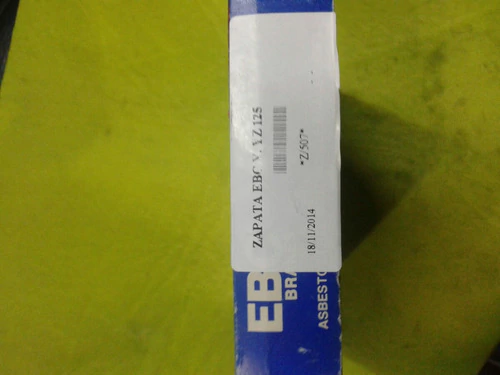 ZAPATA EBC Y. YZ 125
*Z/507*
18/11/2014
EB
BRA
ASBESTO